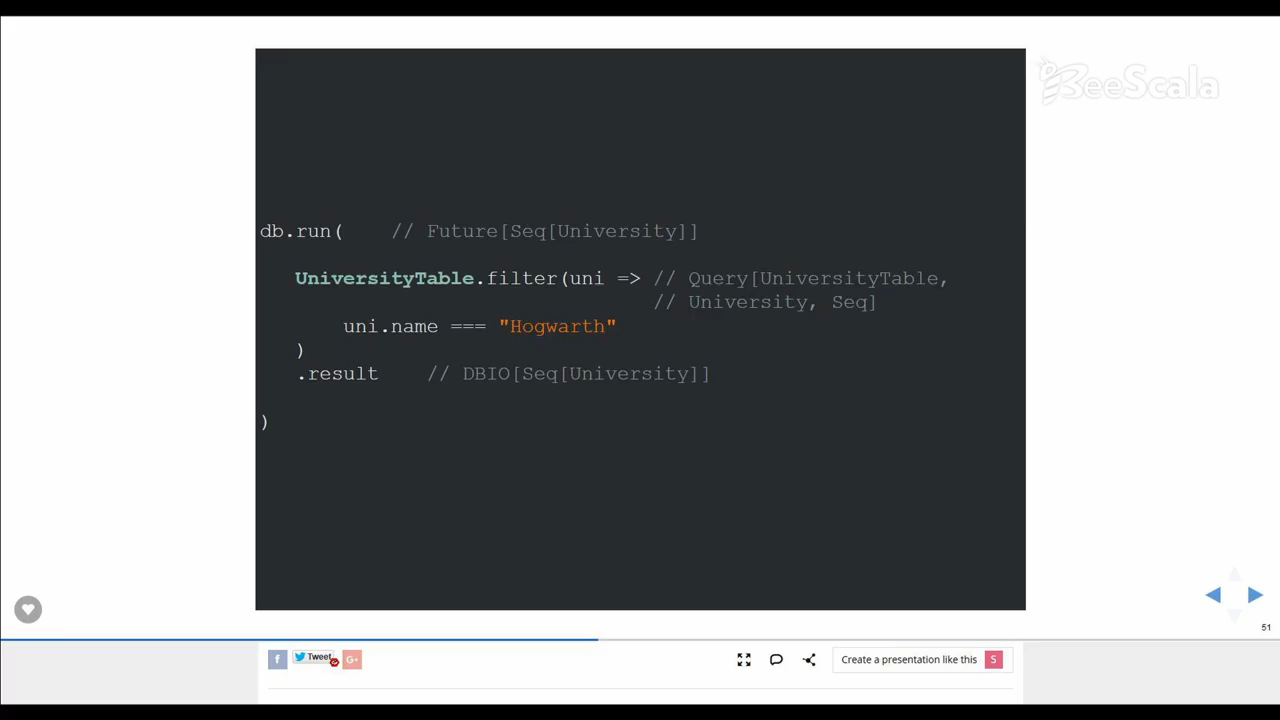 BeeScala
db.run(    // Future[Seq[University]]
UniversityTable.filter(uni => // Query[UniversityTable,
// University, Seq]
uni.name === "Hogwarth"
)
.result    // DBIO[Seq[University]]
)
51
f Tweet G+ Create a presentation like this S